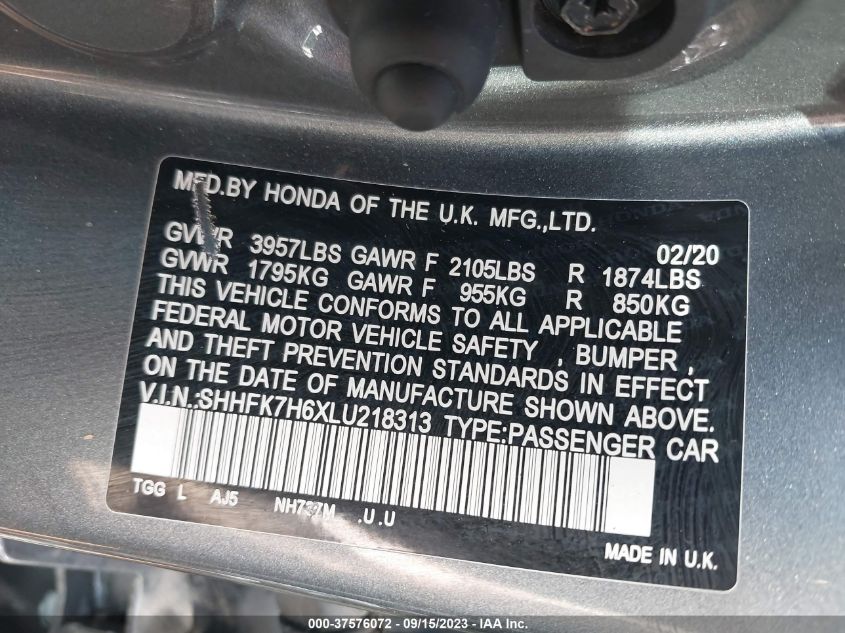 MFD.BY HONDA OF THE U.K. MFG.,LTD.
02/20
GVWR 3957LBS GAWR F 2105LBS R 1874LBS
GVWR 1795KG GAWR F 955KG R 850KG
THIS VEHICLE CONFORMS TO ALL APPLICABLE
FEDERAL MOTOR VEHICLE SAFETY , BUMPER ,
AND THEFT PREVENTION STANDARDS IN EFFECT
ON THE DATE OF MANUFACTURE SHOWN ABOVE.
V.I.N.:SHHFK7H6XLU218313 TYPE:PASSENGER CAR
TGG L AJ5 NH737M .U.U
MADE IN U.K.
000-37576072 - 09/15/2023 - IAA Inc.